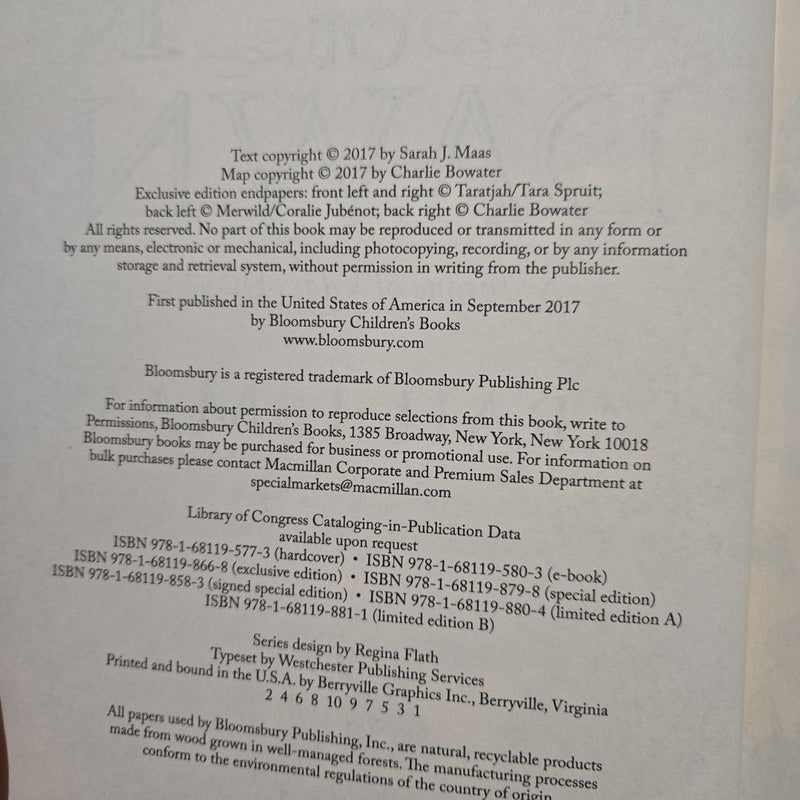 Text copyright © 2017 by Sarah J. Maas
Map copyright © 2017 by Charlie Bowater
Exclusive edition endpapers: front left and right © Taratjah/Tara Spruit;
back left © Merwild/Coralie Jubénot; back right © Charlie Bowater
All rights reserved. No part of this book may be reproduced or transmitted in any form or
by any means, electronic or mechanical, including photocopying, recording, or by any information
storage and retrieval system, without permission in writing from the publisher.
First published in the United States of America in September 2017
by Bloomsbury Children's Books
www.bloomsbury.com
Bloomsbury is a registered trademark of Bloomsbury Publishing Plc
For information about permission to reproduce selections from this book, write to
Permissions, Bloomsbury Children's Books, 1385 Broadway, New York, New York 10018
Bloomsbury books may be purchased for business or promotional use. For information on
bulk purchases please contact Macmillan Corporate and Premium Sales Department at
specialmarkets@macmillan.com
Library of Congress Cataloging-in-Publication Data
available upon request
ISBN 978-1-68119-577-3 (hardcover) • ISBN 978-1-68119-580-3 (e-book)
ISBN 978-1-68119-866-8 (exclusive edition) • ISBN 978-1-68119-879-8 (special edition)
ISBN 978-1-68119-858-3 (signed special edition) • ISBN 978-1-68119-880-4 (limited edition A)
ISBN 978-1-68119-881-1 (limited edition B)
Series design by Regina Flath
Typeset by Westchester Publishing Services
Printed and bound in the U.S.A. by Berryville Graphics Inc., Berryville, Virginia
2 4 6 8 10 9 7 5 3 1
All papers used by Bloomsbury Publishing, Inc., are natural, recyclable products
made from wood grown in well-managed forests. The manufacturing processes
conform to the environmental regulations of the country of origin